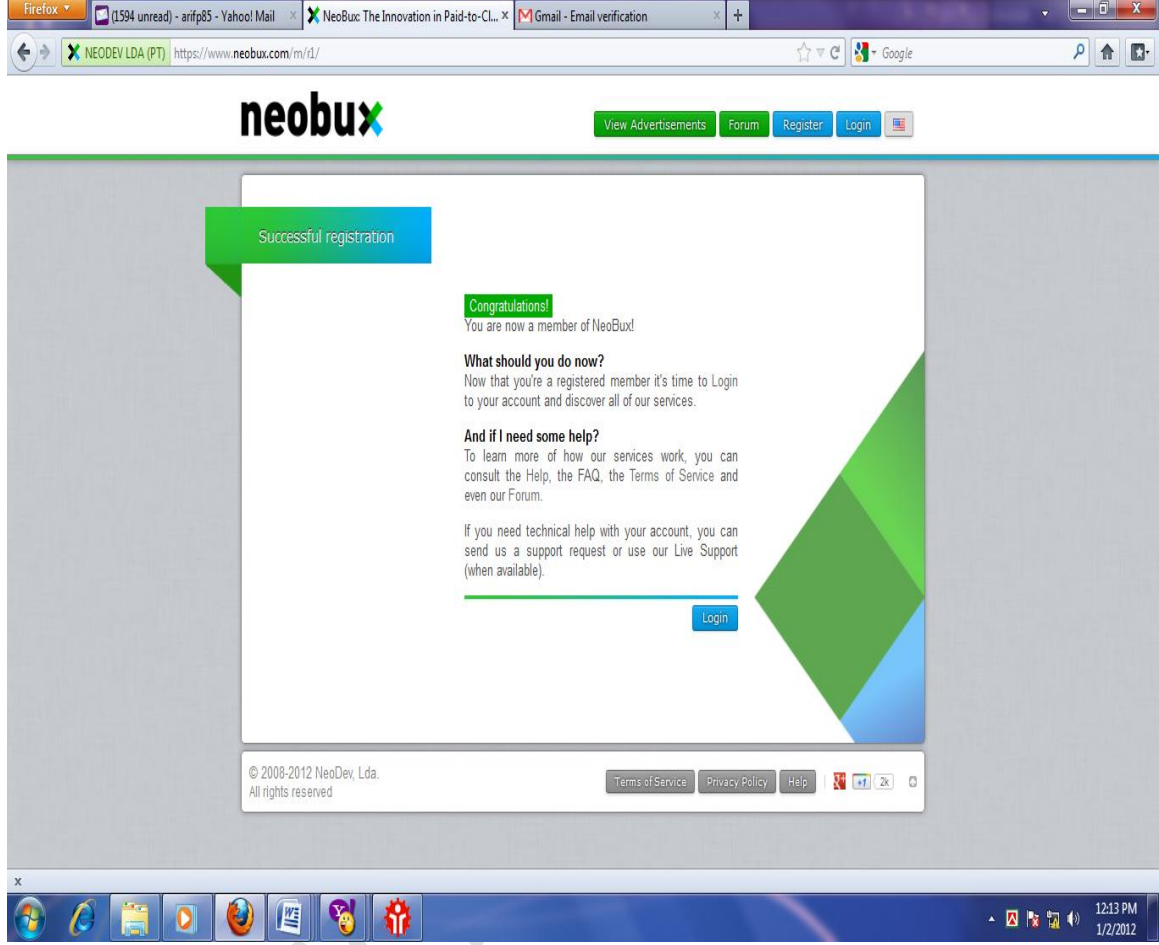 Firefox
(1594 unread) - arifp85 - Yahoo! Mail x
NeoBux: The Innovation in Paid-to-Cl... x
Gmail - Email verification x
+
NEODEV LDA (PT) https://www.neobux.com/m/r1/
Google
neobux
View Advertisements Forum Register Login
Successful registration
Congratulations!
You are now a member of NeoBux!
What should you do now?
Now that you're a registered member it's time to Login
to your account and discover all of our services.
And if I need some help?
To learn more of how our services work, you can
consult the Help, the FAQ, the Terms of Service and
even our Forum.
If you need technical help with your account, you can
send us a support request or use our Live Support
(when available).
Login
© 2008-2012 NeoDev, Lda.
All rights reserved
Terms of Service Privacy Policy Help +1 2k
x
12:13 PM
1/2/2012